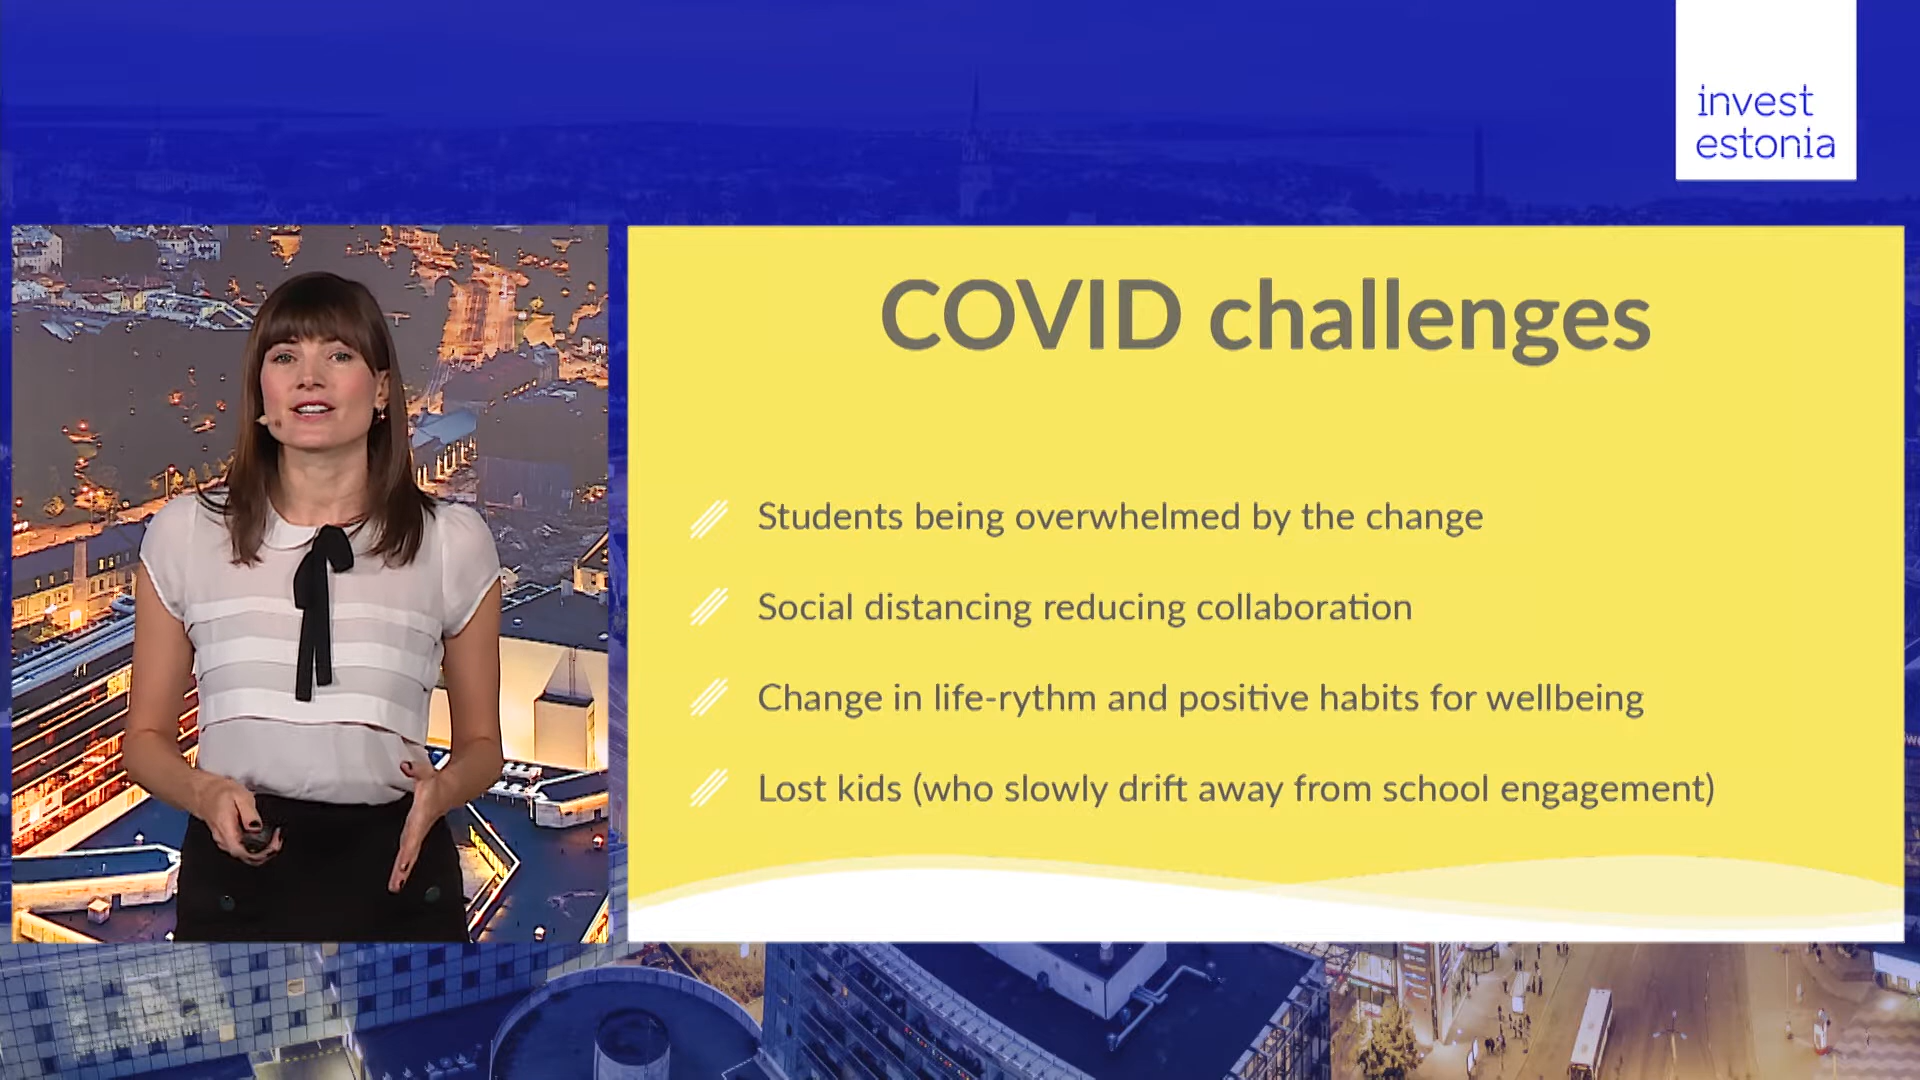 invest
estonia
COVID challenges
Students being overwhelmed by the change
Social distancing reducing collaboration
Change in life-rythm and positive habits for wellbeing
Lost kids (who slowly drift away from school engagement)